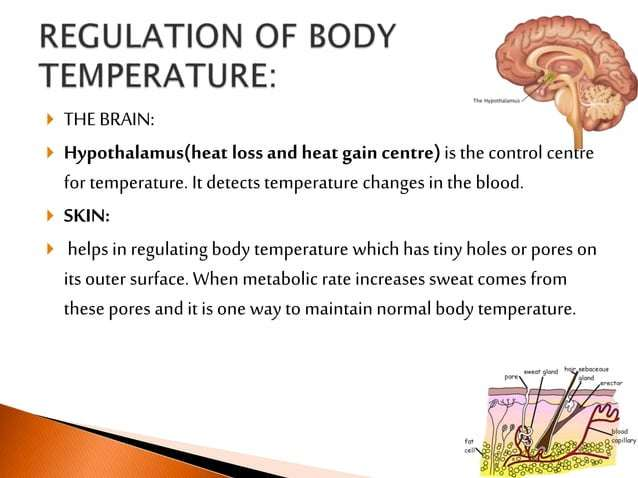 REGULATION OF BODY
TEMPERATURE:
The Hypothalamus
THE BRAIN:
Hypothalamus(heat loss and heat gain centre) is the control centre
for temperature. It detects temperature changes in the blood.
SKIN:
helps in regulating body temperature which has tiny holes or pores on
its outer surface. When metabolic rate increases sweat comes from
these pores and it is one way to maintain normal body temperature.
pore
sweat gland
hair
sebaceous
gland
erector
blood
capillary
fat
cell